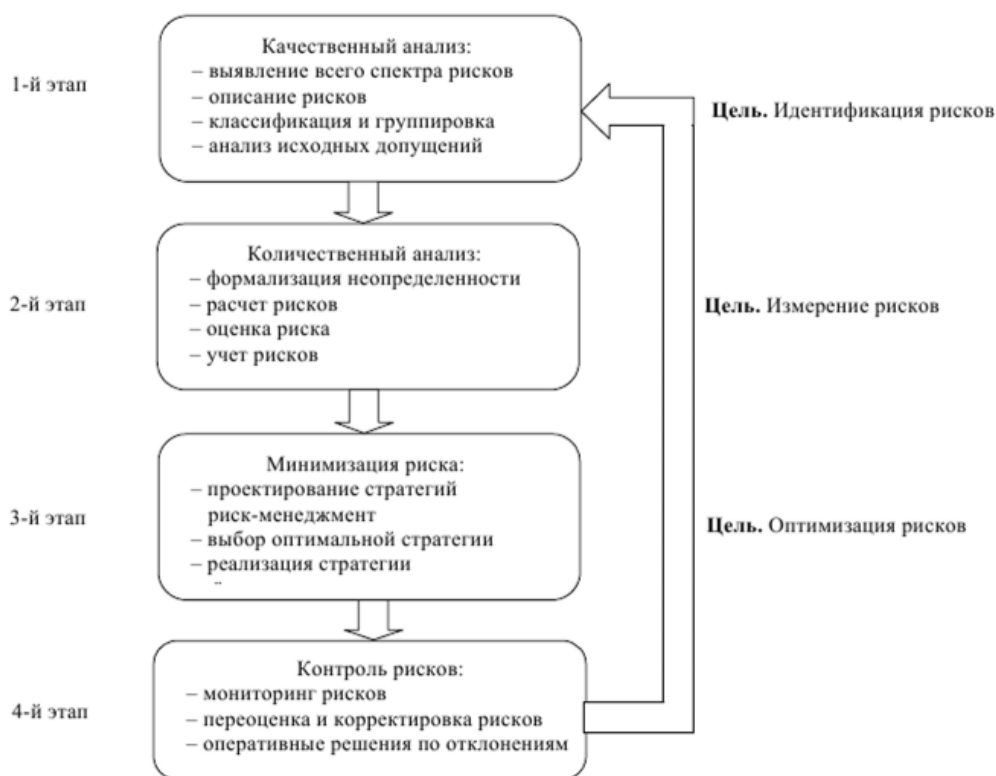 1-й этап
Качественный анализ:
– выявление всего спектра рисков
– описание рисков
– классификация и группировка
– анализ исходных допущений
Цель. Идентификация рисков
2-й этап
Количественный анализ:
– формализация неопределенности
– расчет рисков
– оценка риска
– учет рисков
Цель. Измерение рисков
3-й этап
Минимизация риска:
– проектирование стратегий
риск-менеджмент
– выбор оптимальной стратегии
– реализация стратегии
Цель. Оптимизация рисков
4-й этап
Контроль рисков:
– мониторинг рисков
– переоценка и корректировка рисков
– оперативные решения по отклонениям